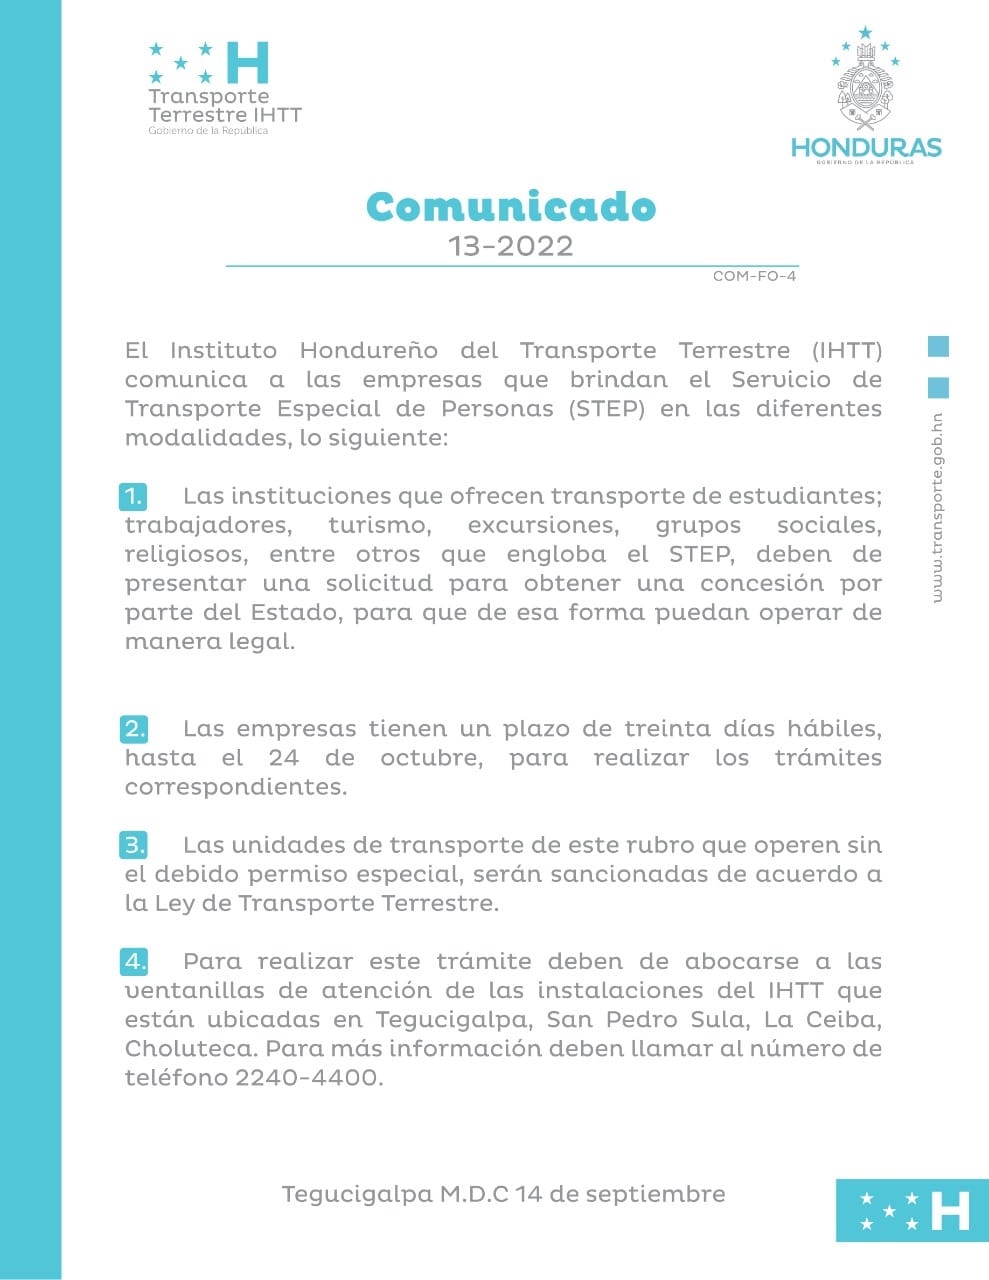 H
Transporte
Terrestre IHTT
Gobierno de la República
HONDURAS
GOBIERNO DE LA REPÚBLICA
Comunicado
13-2022
COM-FO-4
El Instituto Hondureño del Transporte Terrestre (IHTT)
comunica a las empresas que brindan el Servicio de
Transporte Especial de Personas (STEP) en las diferentes
modalidades, lo siguiente:
1. Las instituciones que ofrecen transporte de estudiantes;
trabajadores, turismo, excursiones, grupos sociales,
religiosos, entre otros que engloba el STEP, deben de
presentar una solicitud para obtener una concesión por
parte del Estado, para que de esa forma puedan operar de
manera legal.
2. Las empresas tienen un plazo de treinta días hábiles,
hasta el 24 de octubre, para realizar los trámites
correspondientes.
3. Las unidades de transporte de este rubro que operen sin
el debido permiso especial, serán sancionadas de acuerdo a
la Ley de Transporte Terrestre.
4. Para realizar este trámite deben de abocarse a las
ventanillas de atención de las instalaciones del IHTT que
están ubicadas en Tegucigalpa, San Pedro Sula, La Ceiba,
Choluteca. Para más información deben llamar al número de
teléfono 2240-4400.
Tegucigalpa M.D.C 14 de septiembre
www.transporte.gob.hn
H